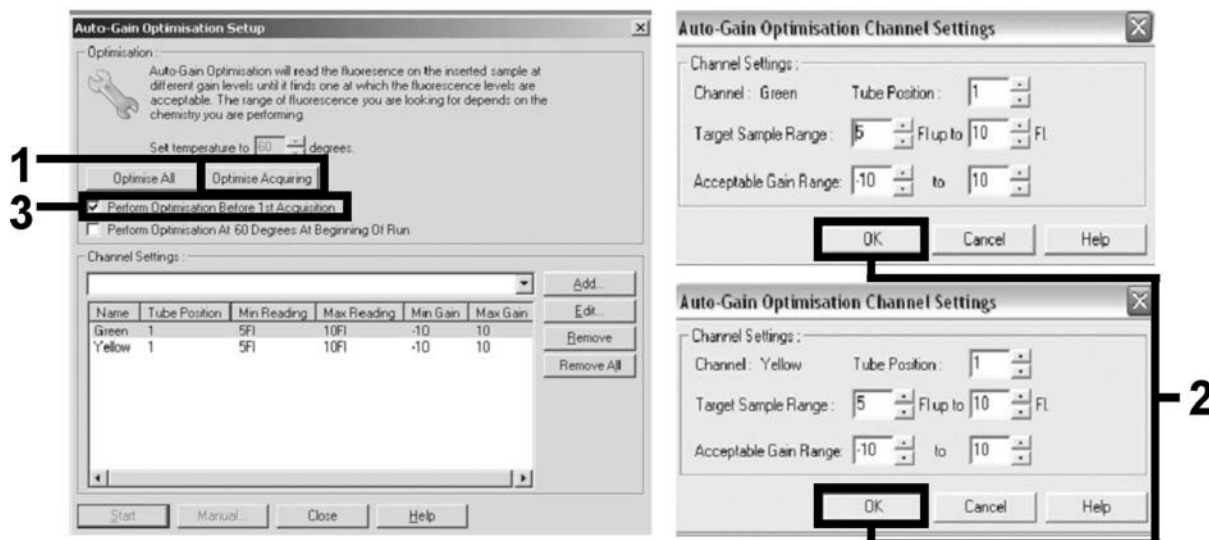 Auto-Gain Optimisation Setup
Optimisation :
Auto-Gain Optimisation will read the fluoresence on the inserted sample at
different gain levels until it finds one at which the fluorescence levels are
acceptable. The range of fluorescence you are looking for depends on the
chemistry you are performing.
Set temperature to 60 degrees.
1
Optimise All
Optimise Acquiring
3
Perform Optimisation Before 1st Acquisition
Perform Optimisation At 60 Degrees At Beginning Of Run
Channel Settings :
Add...
Edit...
Remove
Remove All
Name Tube Position Min Reading Max Reading Min Gain Max Gain
Green 1 5Fl 10Fl -10 10
Yellow 1 5Fl 10Fl -10 10
Start
Manual...
Close
Help
Auto-Gain Optimisation Channel Settings
Channel Settings :
Channel : Green Tube Position : 1
Target Sample Range : 5 Fl up to 10 Fl.
Acceptable Gain Range: -10 to 10
OK
Cancel
Help
Auto-Gain Optimisation Channel Settings
Channel Settings :
Channel : Yellow Tube Position : 1
Target Sample Range : 5 Fl up to 10 Fl.
Acceptable Gain Range: -10 to 10
OK
Cancel
Help
2